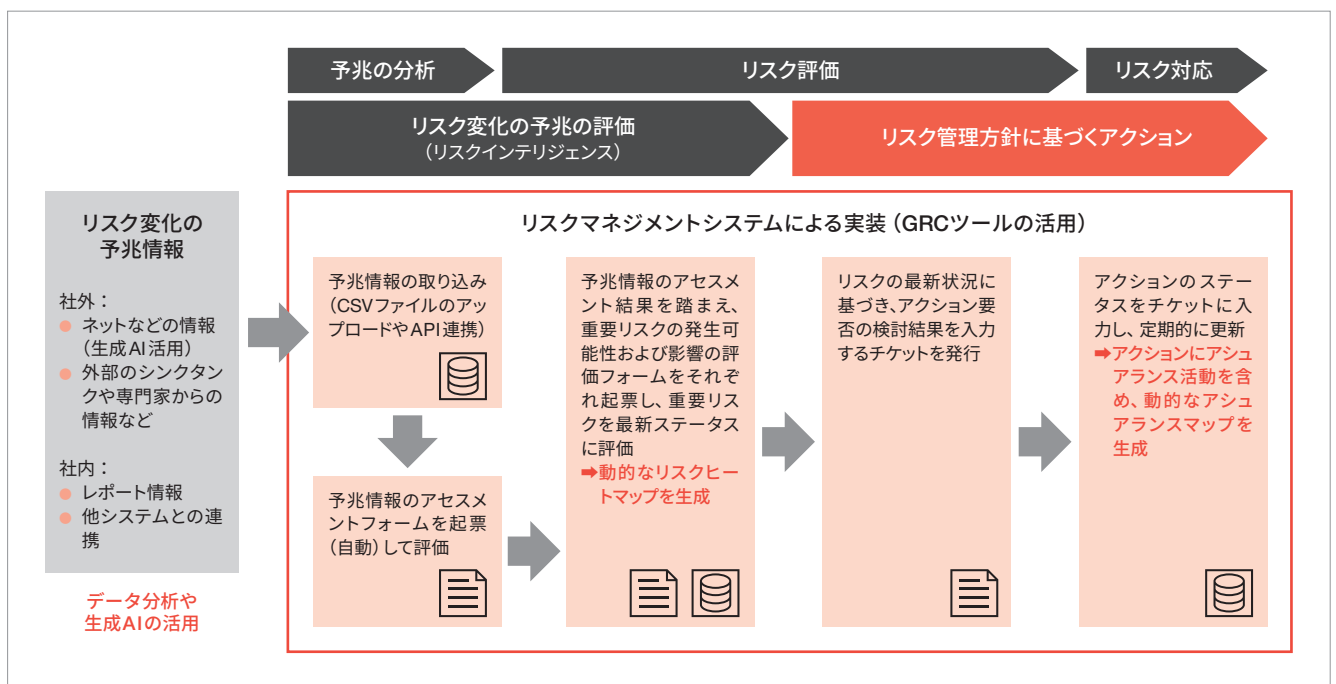 予兆の分析
リスク評価
リスク対応
リスク変化の予兆の評価
（リスクインテリジェンス）
リスク管理方針に基づくアクション
リスク変化の
予兆情報
社外：
● ネットなどの情報
（生成AI活用）
● 外部のシンクタン
クや専門家からの
情報など
社内：
● レポート情報
● 他システムとの連
携
データ分析や
生成AIの活用
リスクマネジメントシステムによる実装（GRCツールの活用）
予兆情報の取り込み
（CSVファイルのアッ
プロードやAPI連携）
予兆情報のアセスメ
ントフォームを起票
（自動）して評価
予兆情報のアセスメ
ント結果を踏まえ、
重要リスクの発生可
能性および影響の評
価フォームをそれぞ
れ起票し、重要リス
クを最新ステータス
に評価
➡動的なリスクヒー
トマップを生成
リスクの最新状況に
基づき、アクション要
否の検討結果を入力
するチケットを発行
アクションのステー
タスをチケットに入
力し、定期的に更新
➡アクションにアシュ
アランス活動を含
め、動的なアシュ
アランスマップを
生成